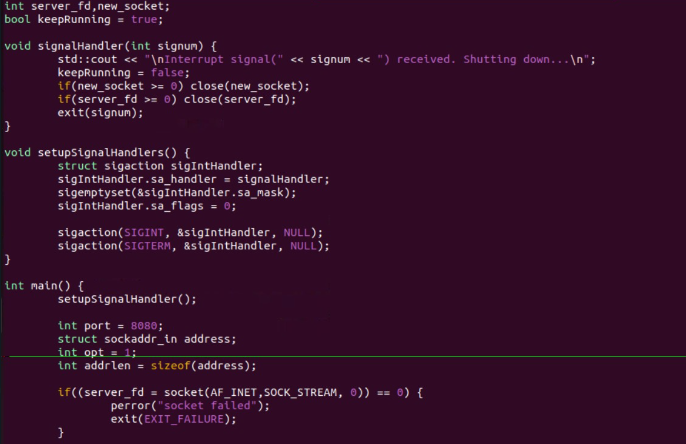 int server_fd,new_socket;
bool keepRunning = true;

void signalHandler(int signum) {
        std::cout << "\nInterrupt signal(" << signum << ") received. Shutting down...\n";
        keepRunning = false;
        if(new_socket >= 0) close(new_socket);
        if(server_fd >= 0) close(server_fd);
        exit(signum);
}

void setupSignalHandlers() {
        struct sigaction sigIntHandler;
        sigIntHandler.sa_handler = signalHandler;
        sigemptyset(&sigIntHandler.sa_mask);
        sigIntHandler.sa_flags = 0;

        sigaction(SIGINT, &sigIntHandler, NULL);
        sigaction(SIGTERM, &sigIntHandler, NULL);
}

int main() {
        setupSignalHandler();

        int port = 8080;
        struct sockaddr_in address;
        int opt = 1;
        int addrlen = sizeof(address);

        if((server_fd = socket(AF_INET,SOCK_STREAM, 0)) == 0) {
                perror("socket failed");
                exit(EXIT_FAILURE);
        }